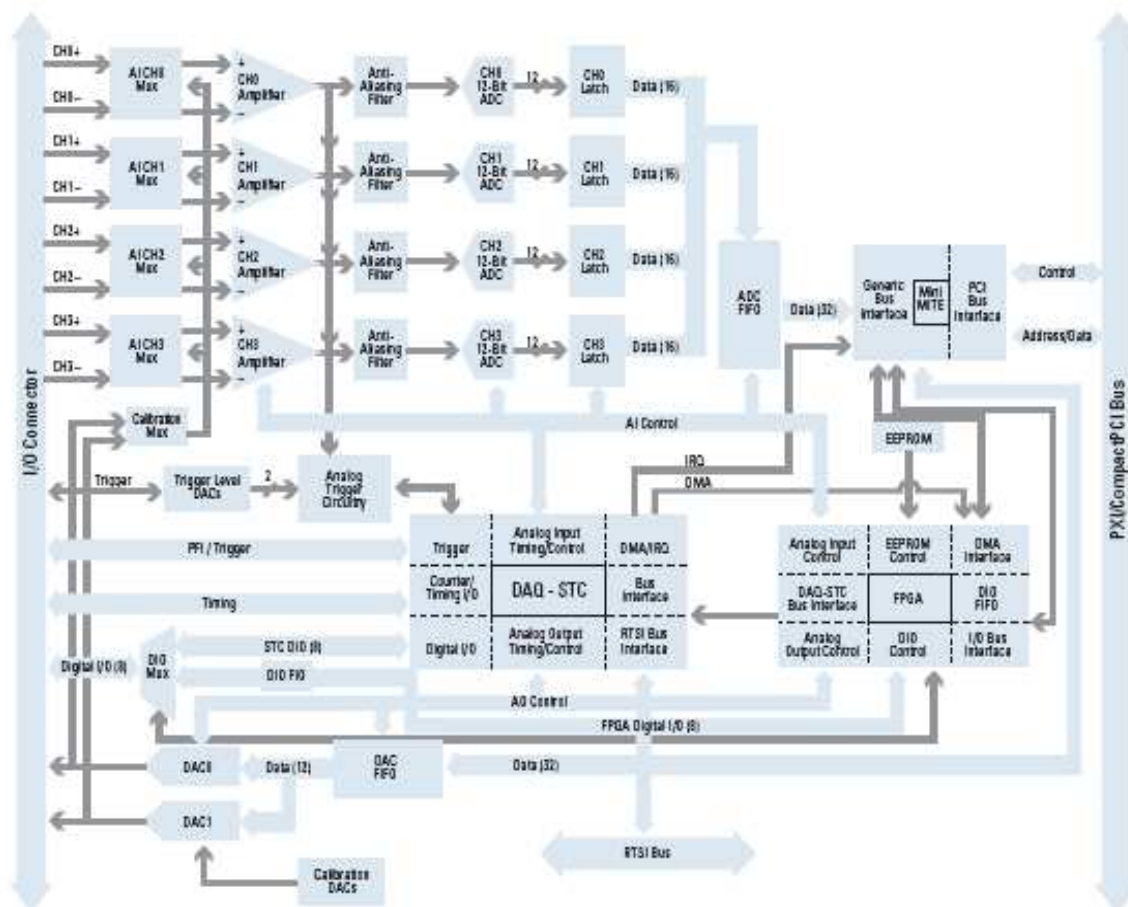 CH0+
CH0–
AI CH0
Mux
+
CH0
Amplifier
–
Anti-
Aliasing
Filter
CH0
12-Bit
ADC
12
CH0
Latch
Data (16)
CH1+
CH1–
AI CH1
Mux
+
CH1
Amplifier
–
Anti-
Aliasing
Filter
CH1
12-Bit
ADC
12
CH1
Latch
Data (16)
CH2+
CH2–
AI CH2
Mux
+
CH2
Amplifier
–
Anti-
Aliasing
Filter
CH2
12-Bit
ADC
12
CH2
Latch
Data (16)
CH3+
CH3–
AI CH3
Mux
+
CH3
Amplifier
–
Anti-
Aliasing
Filter
CH3
12-Bit
ADC
12
CH3
Latch
Data (16)
ADC
FIFO
Data (32)
Generic
Bus
Interface
Mini
MITE
PCI
Bus
Interface
Control
Address/Data
I/O Connector
PXI/CompactPCI Bus
Calibration
Mux
AI Control
EEPROM
IRQ
DMA
Trigger
Trigger Level
DACs
2
Analog
Trigger
Circuitry
PFI / Trigger
Timing
Trigger
Analog Input
Timing/Control
DMA/IRQ
Counter/
Timing I/O
DAQ - STC
Bus
Interface
Digital I/O
Analog Output
Timing/Control
RTSI Bus
Interface
Analog Input
Control
EEPROM
Control
DMA
Interface
DAQ-STC
Bus Interface
FPGA
DIO
FIFO
Analog
Output Control
DIO
Control
I/O Bus
Interface
Digital I/O (8)
DIO
Mux
STC DIO (8)
DIO FIO
AO Control
FPGA Digital I/O (8)
DAC0
Data (12)
DAC
FIFO
Data (32)
DAC1
RTSI Bus
Calibration
DACs